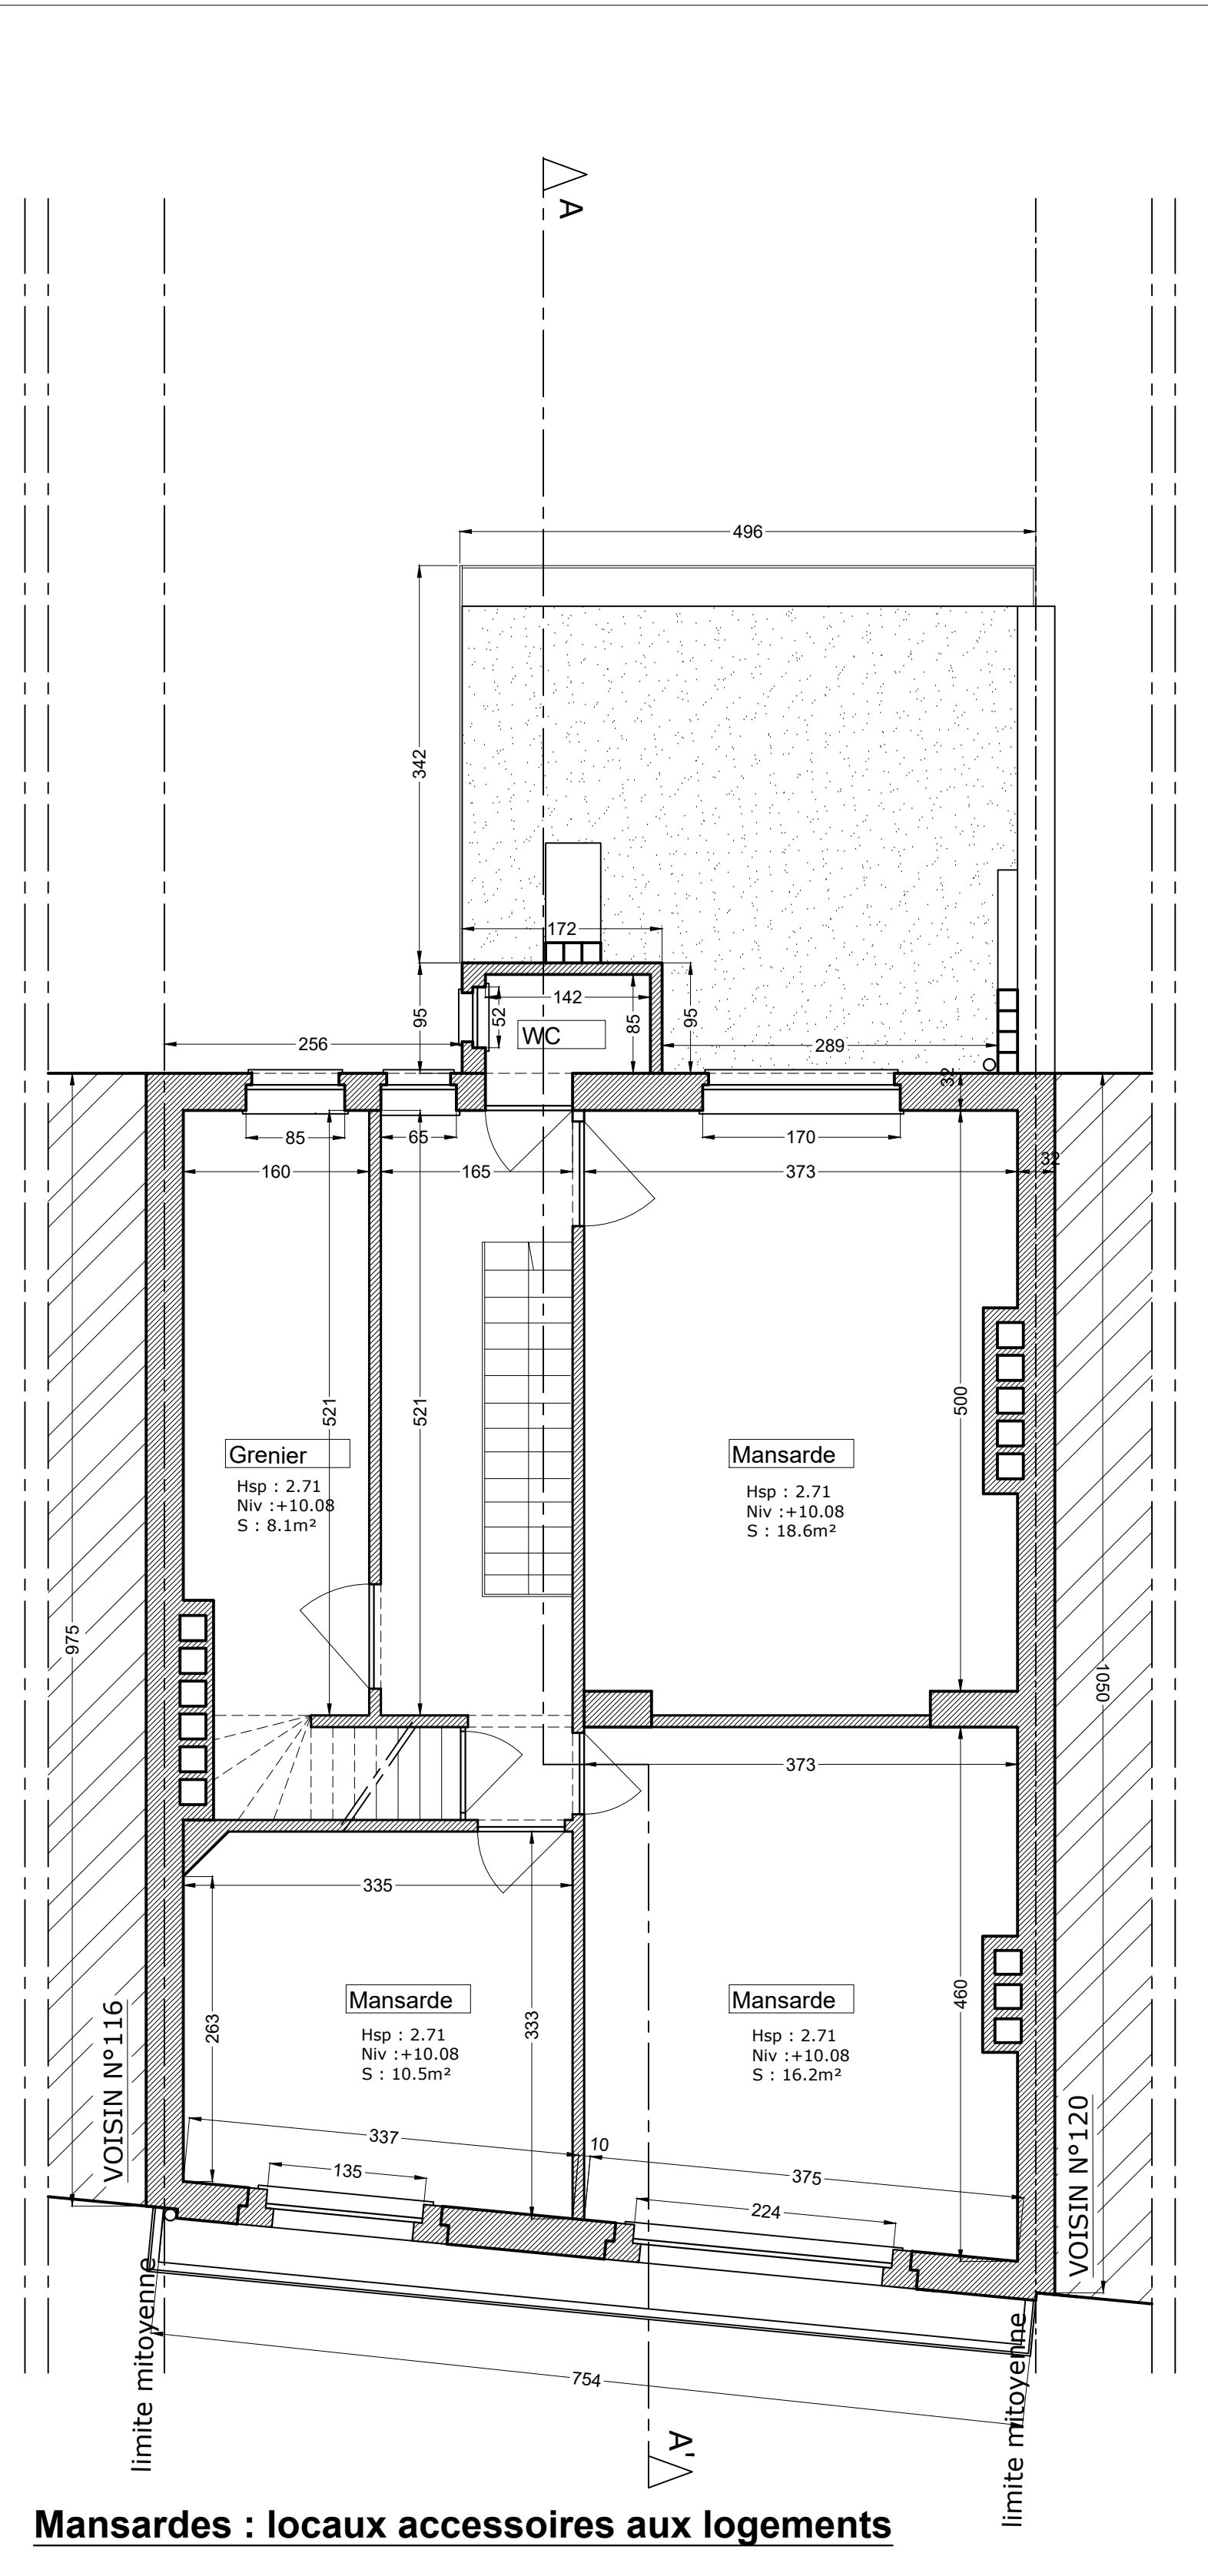 A
496
342
172
142
52
85
95
95
WC
256
289
32
85
65
170
160
165
373
32
521
521
500
Grenier
Hsp : 2.71
Niv :+10.08
S : 8.1m²
Mansarde
Hsp : 2.71
Niv :+10.08
S : 18.6m²
975
1050
373
335
263
333
460
Mansarde
Hsp : 2.71
Niv :+10.08
S : 10.5m²
Mansarde
Hsp : 2.71
Niv :+10.08
S : 16.2m²
VOISIN N°116
VOISIN N°120
337
10
135
375
224
limite mitoyenne
754
limite mitoyenne
A'
Mansardes : locaux accessoires aux logements